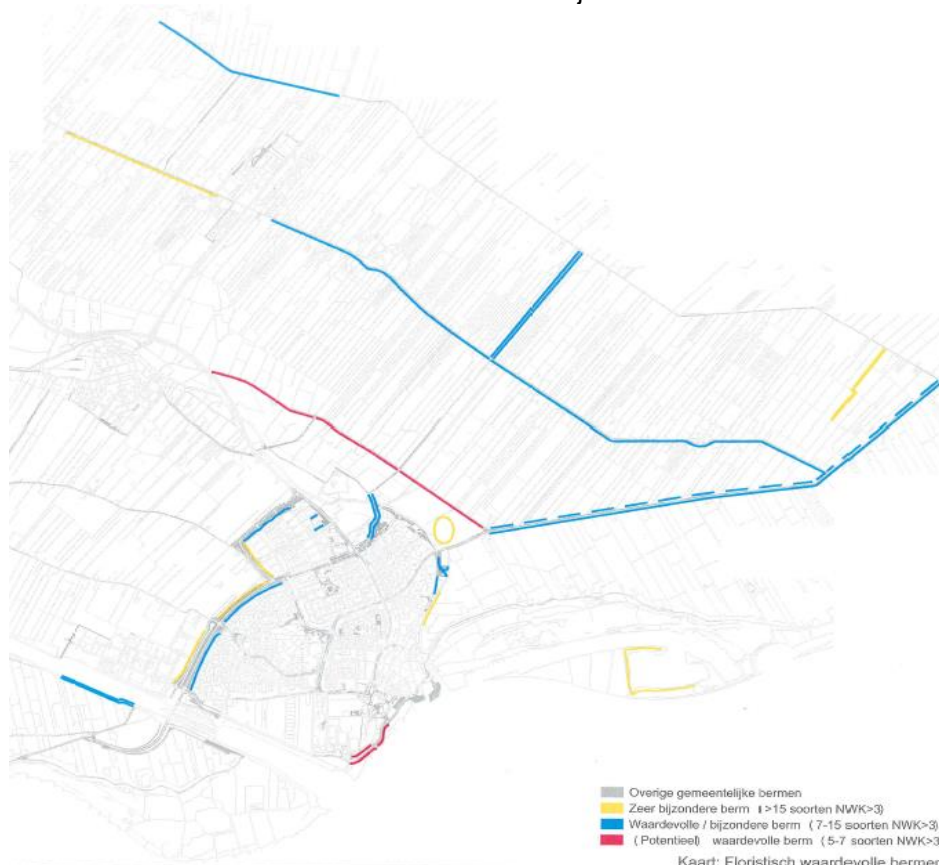 Overige gemeentelijke bermen
Zeer bijzondere berm (>15 soorten NWK>3)
Waardevolle / bijzondere berm (7-15 soorten NWK>3)
(Potentieel) waardevolle berm (5-7 soorten NWK>3
Kaart: Floristisch waardevolle bermen